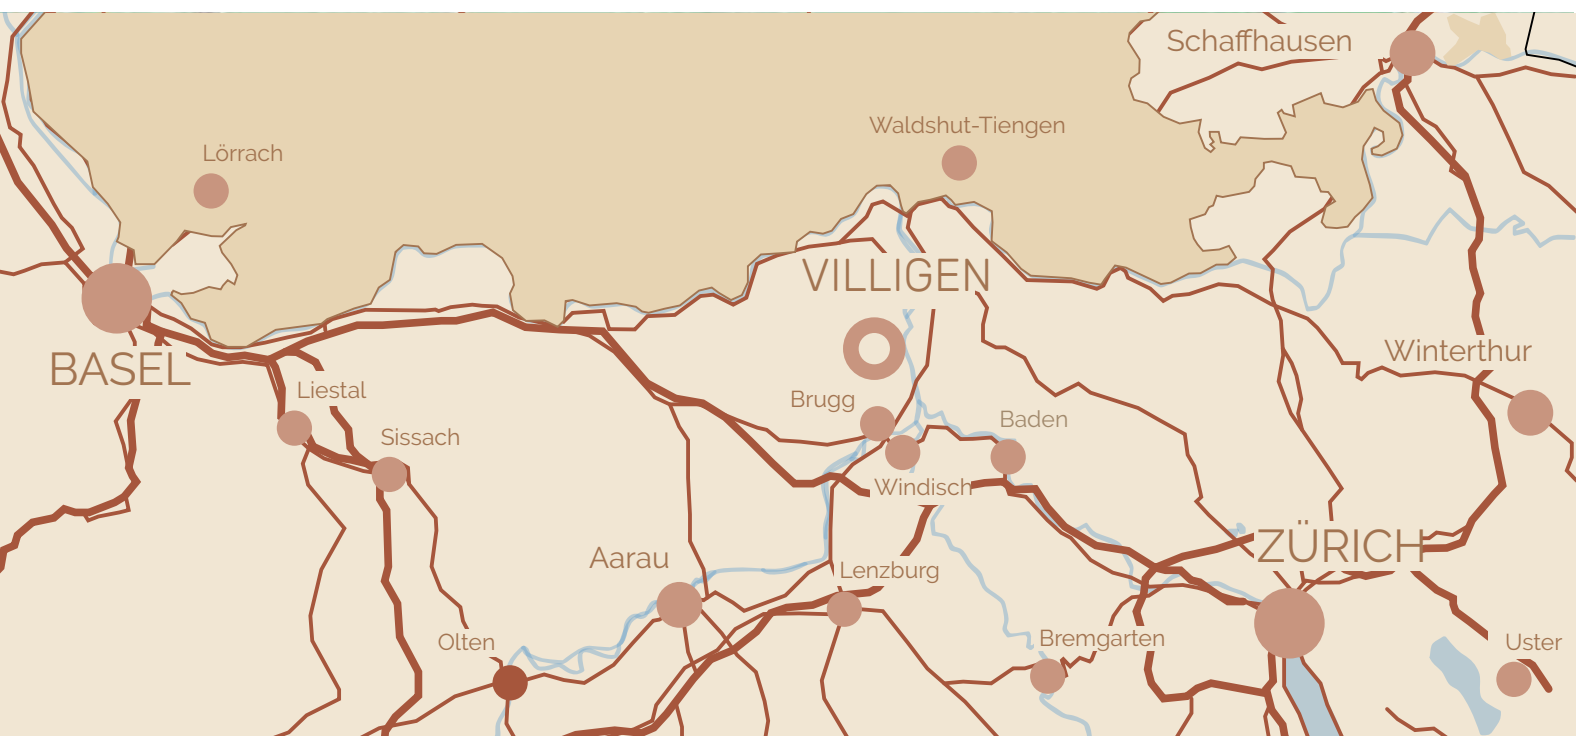 Schaffhausen
Waldshut-Tiengen
Lörrach
VILLIGEN
BASEL
Winterthur
Liestal
Brugg
Baden
Sissach
Windisch
ZÜRICH
Aarau
Lenzburg
Olten
Bremgarten
Uster